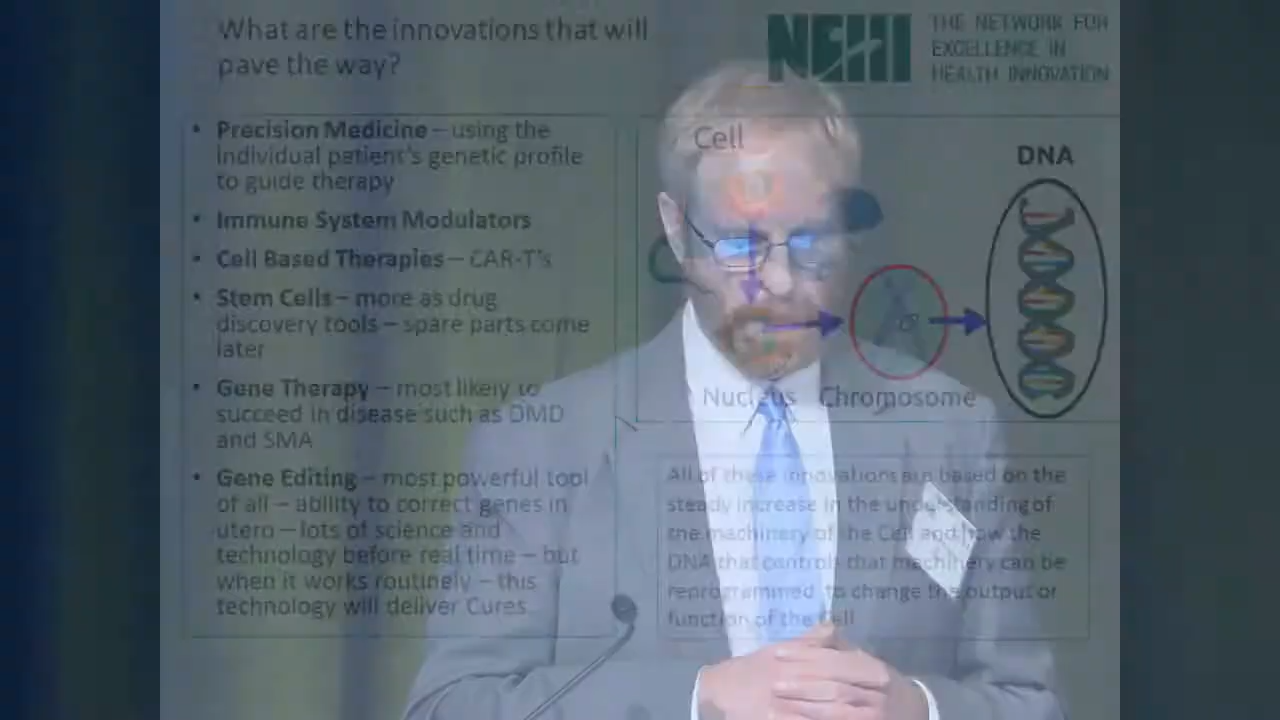 What are the innovations that will
pave the way?
NEHI
THE NETWORK FOR
EXCELLENCE IN
HEALTH INNOVATION
• Precision Medicine – using the
individual patient's genetic profile
to guide therapy
• Immune System Modulators
• Cell Based Therapies – CAR-T's
• Stem Cells – more as drug
discovery tools – spare parts come
later
• Gene Therapy – most likely to
succeed in disease such as DMD
and SMA
• Gene Editing – most powerful tool
of all – ability to correct genes in
utero – lots of science and
technology before real time – but
when it works routinely – this
technology will deliver Cures
Cell
DNA
Nucleus
Chromosome
All of these innovations are based on the
steady increase in the understanding of
the machinery of the Cell and how the
DNA that controls that machinery can be
reprogrammed to change the output or
function of the Cell